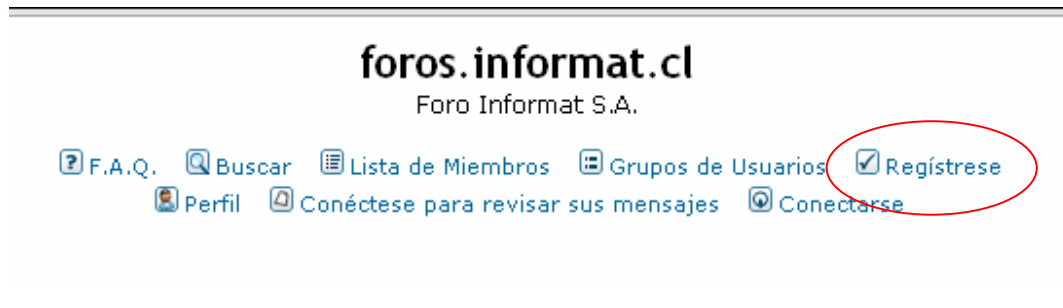 foros.informat.cl
Foro Informat S.A.
F.A.Q. Buscar Lista de Miembros Grupos de Usuarios Regístrese
Perfil Conéctese para revisar sus mensajes Conectarse